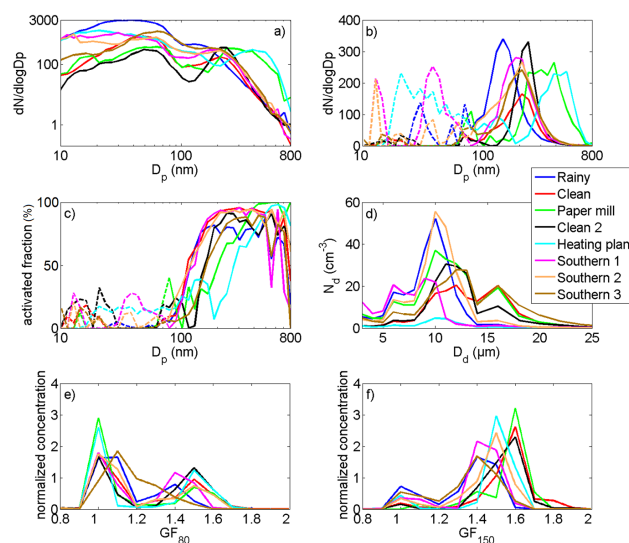 a)
dN/dlogDp
3000
100
1
10
100
800
D_p (nm)
b)
dN/dlogDp
400
300
200
100
0
10
100
800
D_p (nm)
c)
activated fraction (%)
100
50
0
10
100
800
D_p (nm)
d)
N_d (cm^-3)
60
40
20
0
5
10
15
20
25
D_d (µm)
Rainy
Clean
Paper mill
Clean 2
Heating plan
Southern 1
Southern 2
Southern 3
e)
normalized concentration
4
3
2
1
0
0.8
1
1.2
1.4
1.6
1.8
2
GF_80
f)
normalized concentration
4
3
2
1
0
0.8
1
1.2
1.4
1.6
1.8
2
GF_150